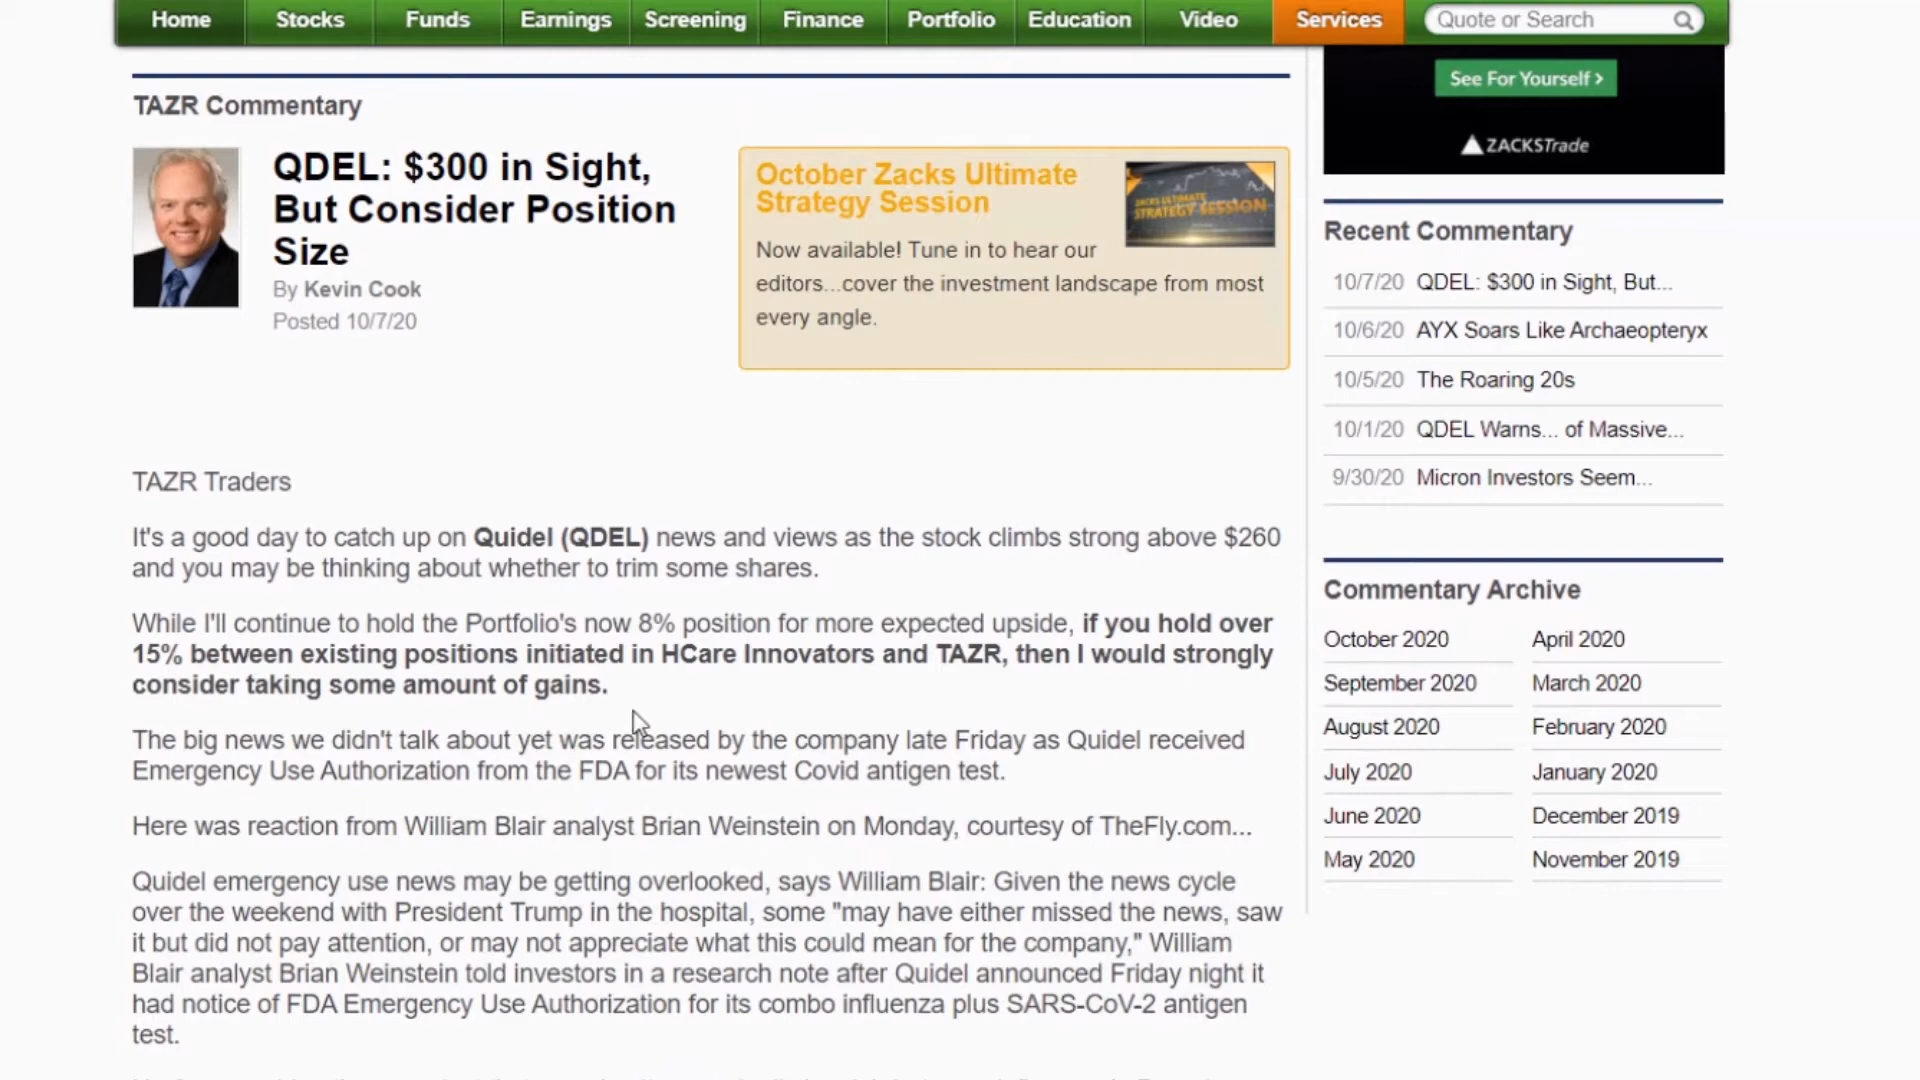 Home Stocks Funds Earnings Screening Finance Portfolio Education Video Services Quote or Search
TAZR Commentary
QDEL: $300 in Sight,
But Consider Position
Size
By Kevin Cook
Posted 10/7/20
October Zacks Ultimate
Strategy Session
Now available! Tune in to hear our
editors...cover the investment landscape from most
every angle.
ZACKS ULTIMATE
STRATEGY SESSION
TAZR Traders
It's a good day to catch up on Quidel (QDEL) news and views as the stock climbs strong above $260
and you may be thinking about whether to trim some shares.
While I'll continue to hold the Portfolio's now 8% position for more expected upside, if you hold over
15% between existing positions initiated in HCare Innovators and TAZR, then I would strongly
consider taking some amount of gains.
The big news we didn't talk about yet was released by the company late Friday as Quidel received
Emergency Use Authorization from the FDA for its newest Covid antigen test.
Here was reaction from William Blair analyst Brian Weinstein on Monday, courtesy of TheFly.com...
Quidel emergency use news may be getting overlooked, says William Blair: Given the news cycle
over the weekend with President Trump in the hospital, some "may have either missed the news, saw
it but did not pay attention, or may not appreciate what this could mean for the company," William
Blair analyst Brian Weinstein told investors in a research note after Quidel announced Friday night it
had notice of FDA Emergency Use Authorization for its combo influenza plus SARS-CoV-2 antigen
test.
See For Yourself >
ZACKSTrade
Recent Commentary
10/7/20 QDEL: $300 in Sight, But...
10/6/20 AYX Soars Like Archaeopteryx
10/5/20 The Roaring 20s
10/1/20 QDEL Warns... of Massive...
9/30/20 Micron Investors Seem...
Commentary Archive
October 2020 April 2020
September 2020 March 2020
August 2020 February 2020
July 2020 January 2020
June 2020 December 2019
May 2020 November 2019